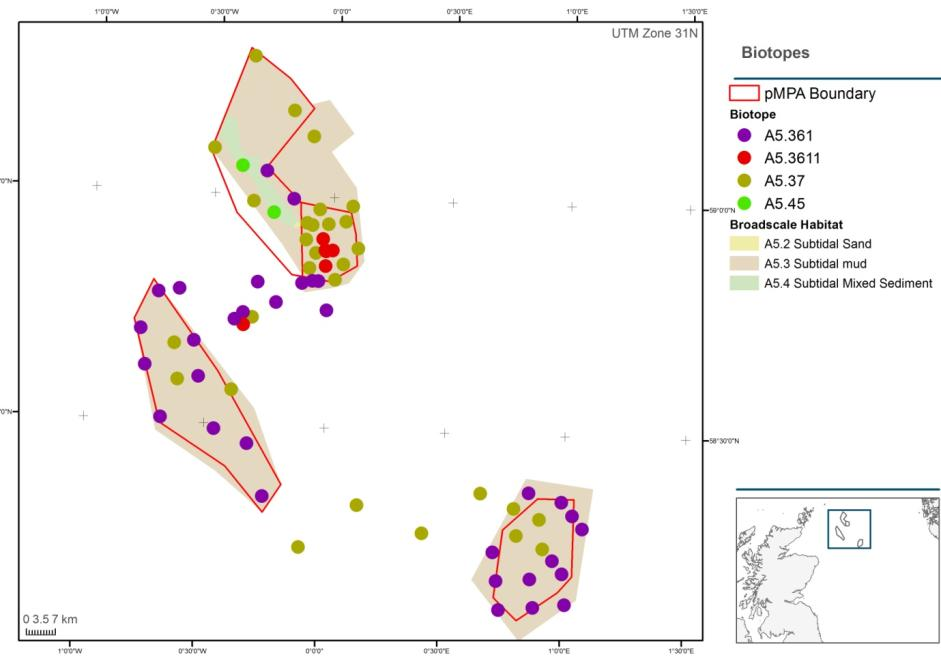 1°0'0"W 0°30'0"W 0°0'0" 0°30'0"E 1°0'0"E 1°30'0"E
UTM Zone 31N
Biotopes
pMPA Boundary
Biotope
A5.361
A5.3611
A5.37
A5.45
Broadscale Habitat
A5.2 Subtidal Sand
A5.3 Subtidal mud
A5.4 Subtidal Mixed Sediment
59°0'0"N
58°30'0"N
0 3.5 7 km
1°0'0"W 0°30'0"W 0°0'0" 0°30'0"E 1°0'0"E 1°30'0"E